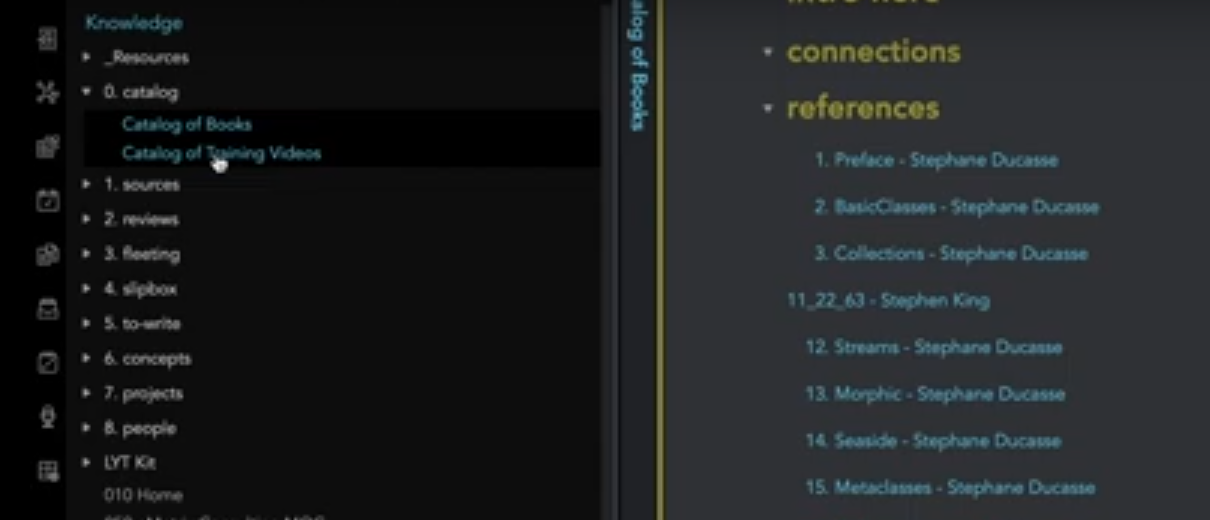 Knowledge
_Resources
0. catalog
Catalog of Books
Catalog of Training Videos
1. sources
2. reviews
3. fleeting
4. slipbox
5. to-write
6. concepts
7. projects
8. people
LYT Kit
010 Home
alog of Books
connections
references
1. Preface - Stephane Ducasse
2. BasicClasses - Stephane Ducasse
3. Collections - Stephane Ducasse
11_22_63 - Stephen King
12. Streams - Stephane Ducasse
13. Morphic - Stephane Ducasse
14. Seaside - Stephane Ducasse
15. Metaclasses - Stephane Ducasse